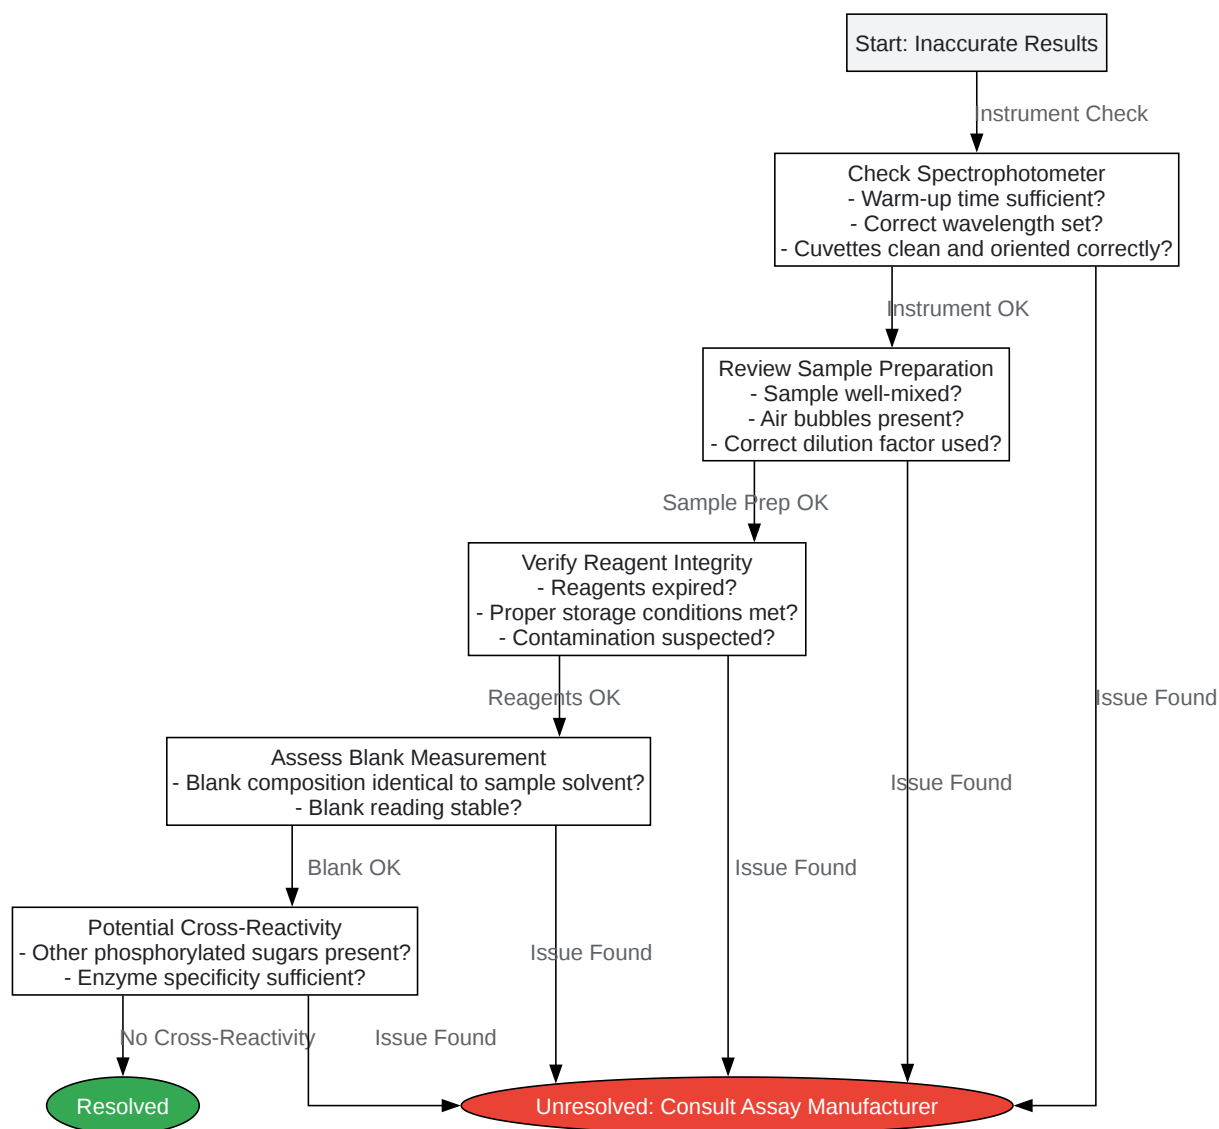 Start: Inaccurate Results
Instrument Check
Check Spectrophotometer
- Warm-up time sufficient?
- Correct wavelength set?
- Cuvettes clean and oriented correctly?
Instrument OK
Review Sample Preparation
- Sample well-mixed?
- Air bubbles present?
- Correct dilution factor used?
Sample Prep OK
Verify Reagent Integrity
- Reagents expired?
- Proper storage conditions met?
- Contamination suspected?
Reagents OK
Issue Found
Assess Blank Measurement
- Blank composition identical to sample solvent?
- Blank reading stable?
Issue Found
Blank OK
Issue Found
Potential Cross-Reactivity
- Other phosphorylated sugars present?
- Enzyme specificity sufficient?
Issue Found
No Cross-Reactivity
Issue Found
Resolved
Unresolved: Consult Assay Manufacturer